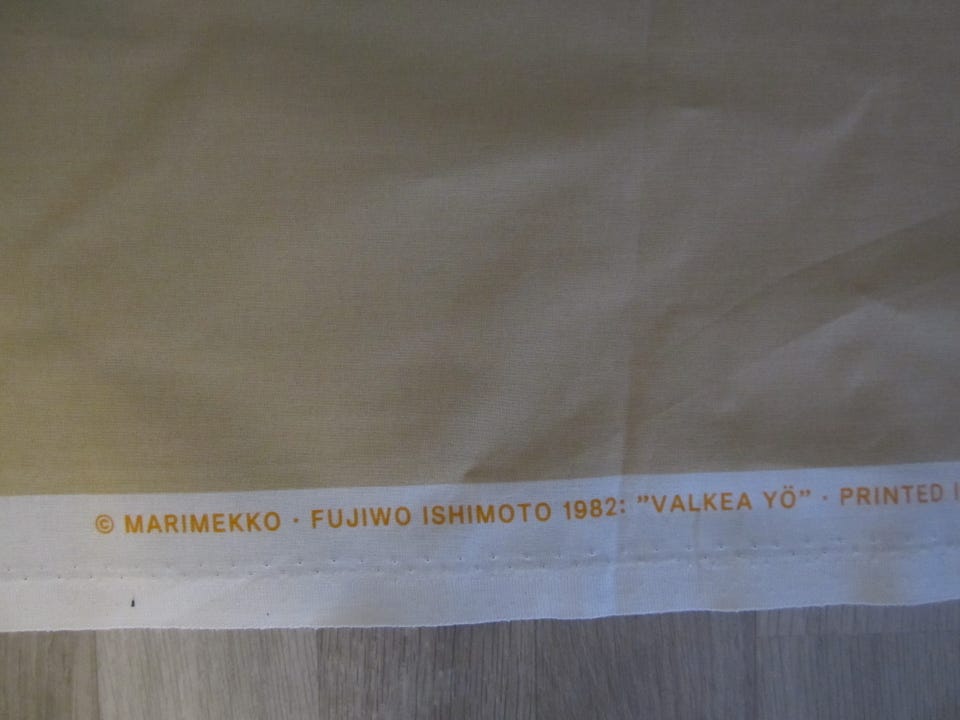 © MARIMEKKO · FUJIWO ISHIMOTO 1982: ”VALKEA YÖ” · PRINTED